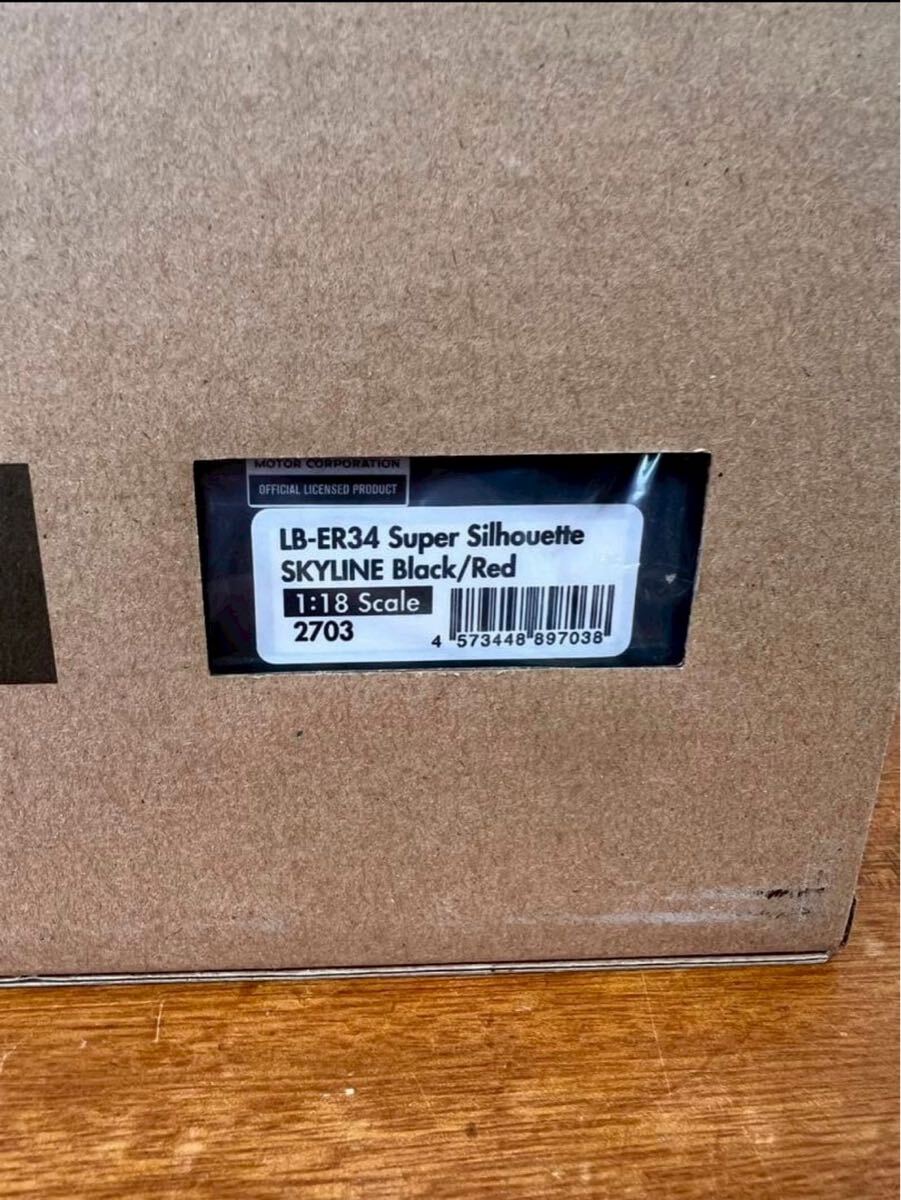 MOTOR CORPORATION
OFFICIAL LICENSED PRODUCT
LB-ER34 Super Silhouette
SKYLINE Black/Red
1:18 Scale
2703
4 573448 897038